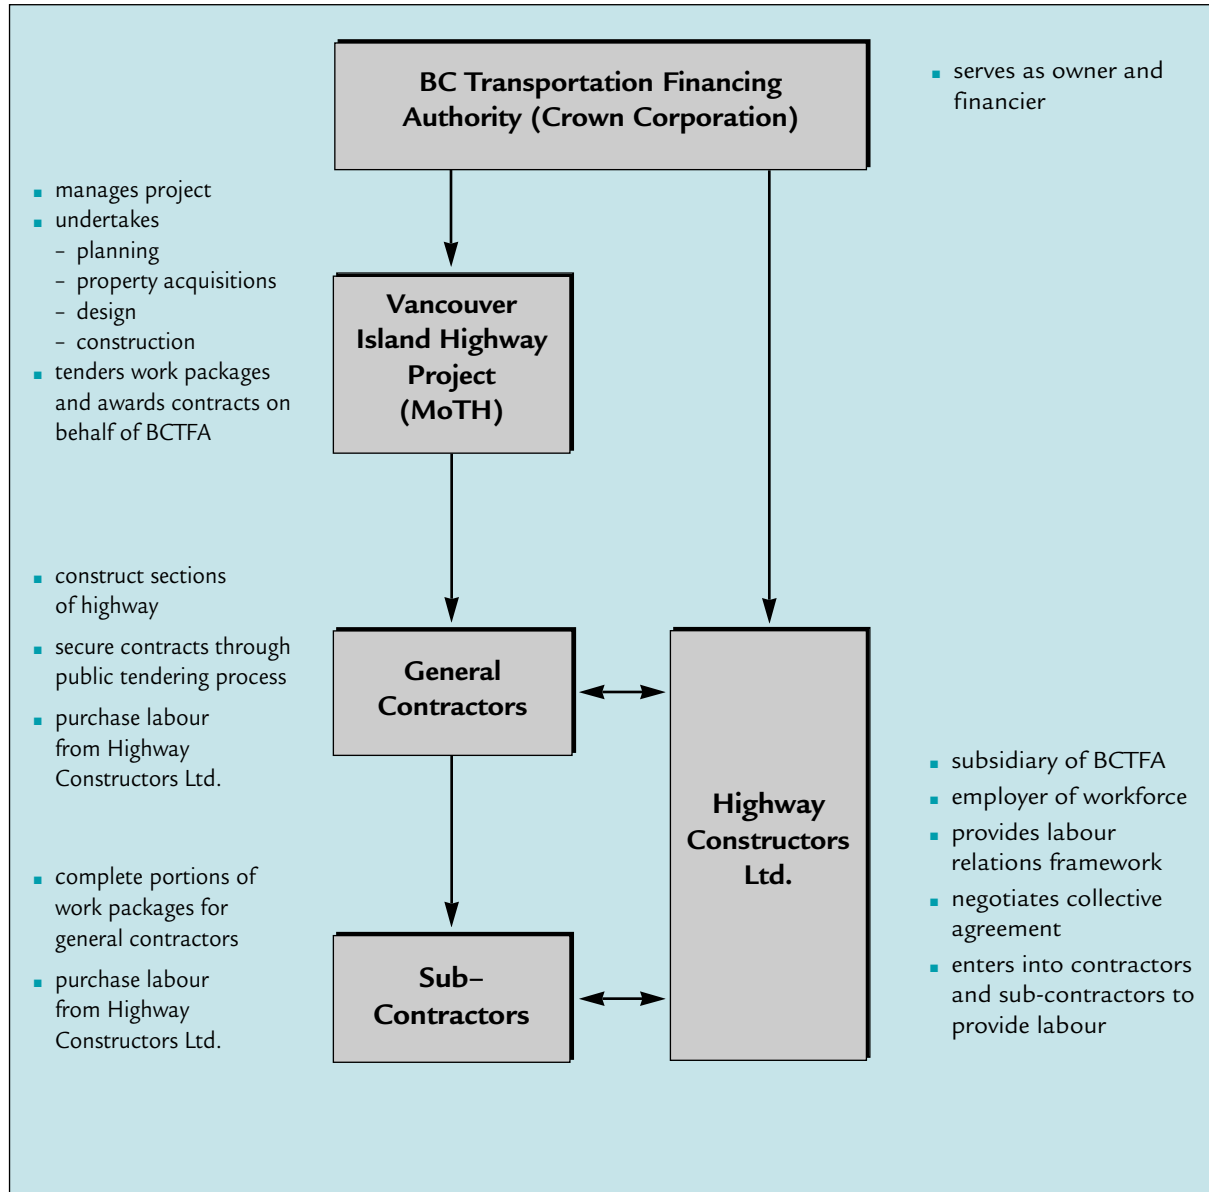 BC Transportation Financing
Authority (Crown Corporation)
▪ serves as owner and
financier
▪ manages project
▪ undertakes
– planning
– property acquisitions
– design
– construction
▪ tenders work packages
and awards contracts on
behalf of BCTFA
Vancouver
Island Highway
Project
(MoTH)
▪ construct sections
of highway
▪ secure contracts through
public tendering process
▪ purchase labour
from Highway
Constructors Ltd.
General
Contractors
Highway
Constructors
Ltd.
▪ subsidiary of BCTFA
▪ employer of workforce
▪ provides labour
relations framework
▪ negotiates collective
agreement
▪ enters into contractors
and sub-contractors to
provide labour
▪ complete portions of
work packages for
general contractors
▪ purchase labour
from Highway
Constructors Ltd.
Sub–
Contractors